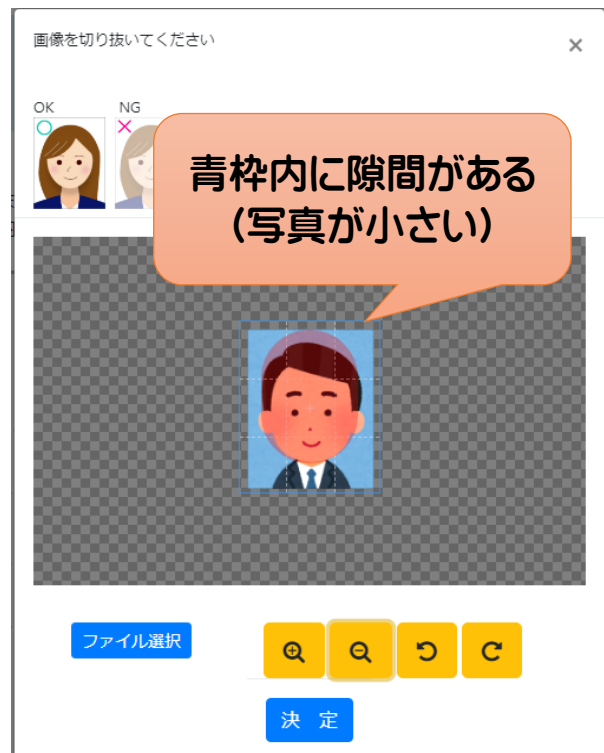 画像を切り抜いてください
×
OK
NG
青枠内に隙間がある
（写真が小さい）
ファイル選択
決 定